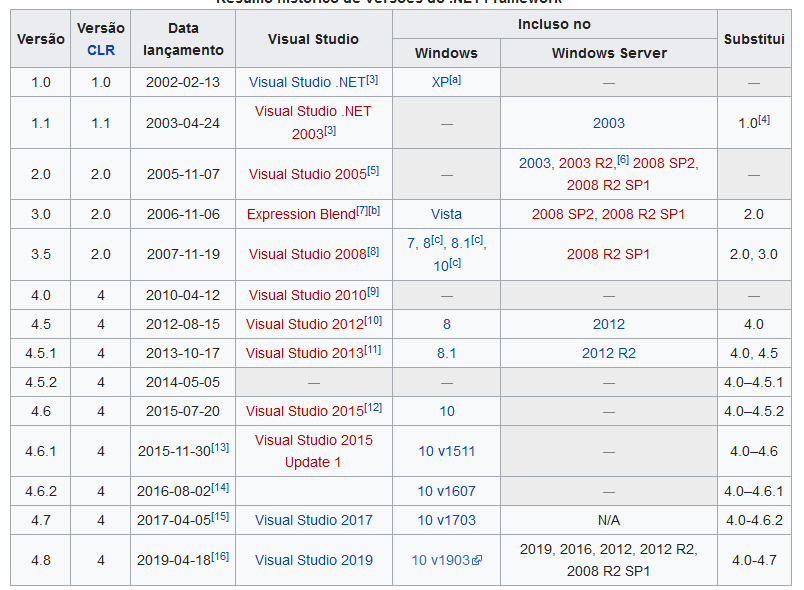 Resumo histórico de versões do .NET Framework
Versão | Versão CLR | Data lançamento | Visual Studio | Incluso no | Substitui
Windows | Windows Server
1.0 | 1.0 | 2002-02-13 | Visual Studio .NET[3] | XP[a] | — | —
1.1 | 1.1 | 2003-04-24 | Visual Studio .NET 2003[3] | — | 2003 | 1.0[4]
2.0 | 2.0 | 2005-11-07 | Visual Studio 2005[5] | — | 2003, 2003 R2,[6] 2008 SP2, 2008 R2 SP1 | —
3.0 | 2.0 | 2006-11-06 | Expression Blend[7][b] | Vista | 2008 SP2, 2008 R2 SP1 | 2.0
3.5 | 2.0 | 2007-11-19 | Visual Studio 2008[8] | 7, 8[c], 8.1[c], 10[c] | 2008 R2 SP1 | 2.0, 3.0
4.0 | 4 | 2010-04-12 | Visual Studio 2010[9] | — | — | —
4.5 | 4 | 2012-08-15 | Visual Studio 2012[10] | 8 | 2012 | 4.0
4.5.1 | 4 | 2013-10-17 | Visual Studio 2013[11] | 8.1 | 2012 R2 | 4.0, 4.5
4.5.2 | 4 | 2014-05-05 | — | — | — | 4.0–4.5.1
4.6 | 4 | 2015-07-20 | Visual Studio 2015[12] | 10 | — | 4.0–4.5.2
4.6.1 | 4 | 2015-11-30[13] | Visual Studio 2015 Update 1 | 10 v1511 | — | 4.0–4.6
4.6.2 | 4 | 2016-08-02[14] | | 10 v1607 | — | 4.0–4.6.1
4.7 | 4 | 2017-04-05[15] | Visual Studio 2017 | 10 v1703 | N/A | 4.0-4.6.2
4.8 | 4 | 2019-04-18[16] | Visual Studio 2019 | 10 v1903 | 2019, 2016, 2012, 2012 R2, 2008 R2 SP1 | 4.0-4.7